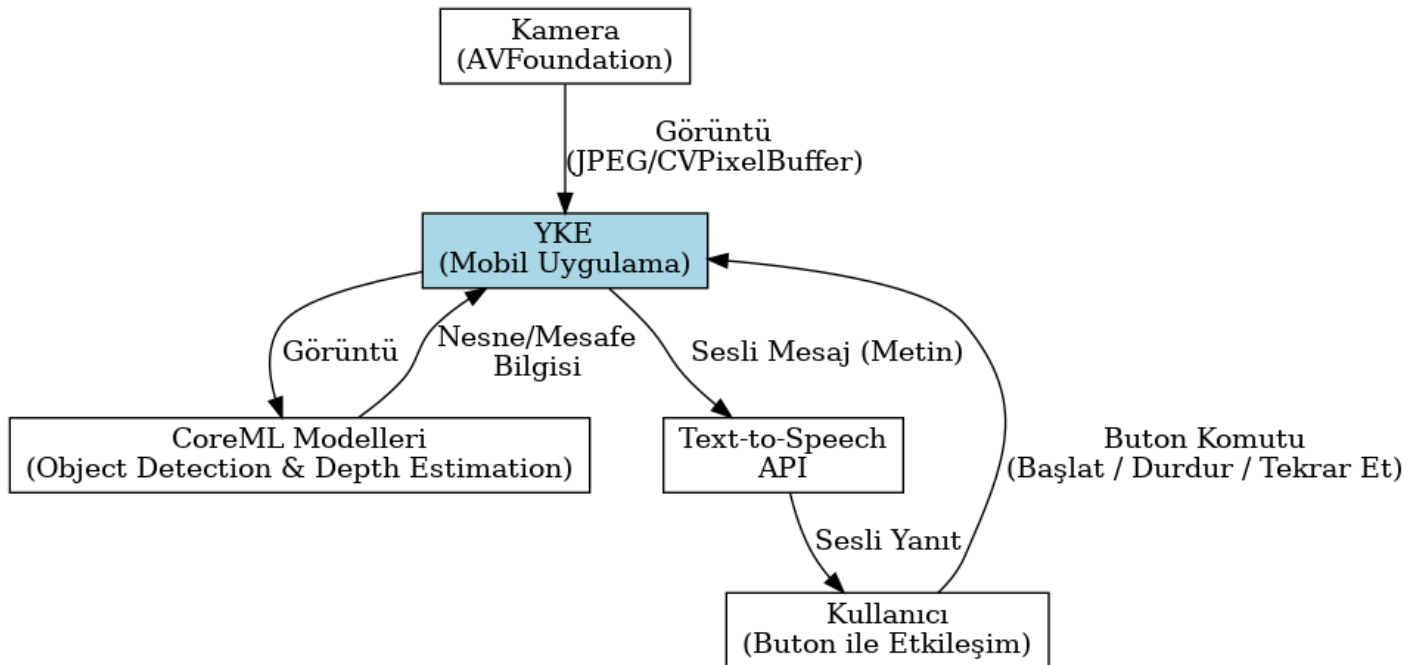 Kamera
(AVFoundation)
Görüntü
(JPEG/CVPixelBuffer)
YKE
(Mobil Uygulama)
Görüntü
Nesne/Mesafe
Bilgisi
Sesli Mesaj (Metin)
CoreML Modelleri
(Object Detection & Depth Estimation)
Text-to-Speech
API
Buton Komutu
(Başlat / Durdur / Tekrar Et)
Sesli Yanıt
Kullanıcı
(Buton ile Etkileşim)